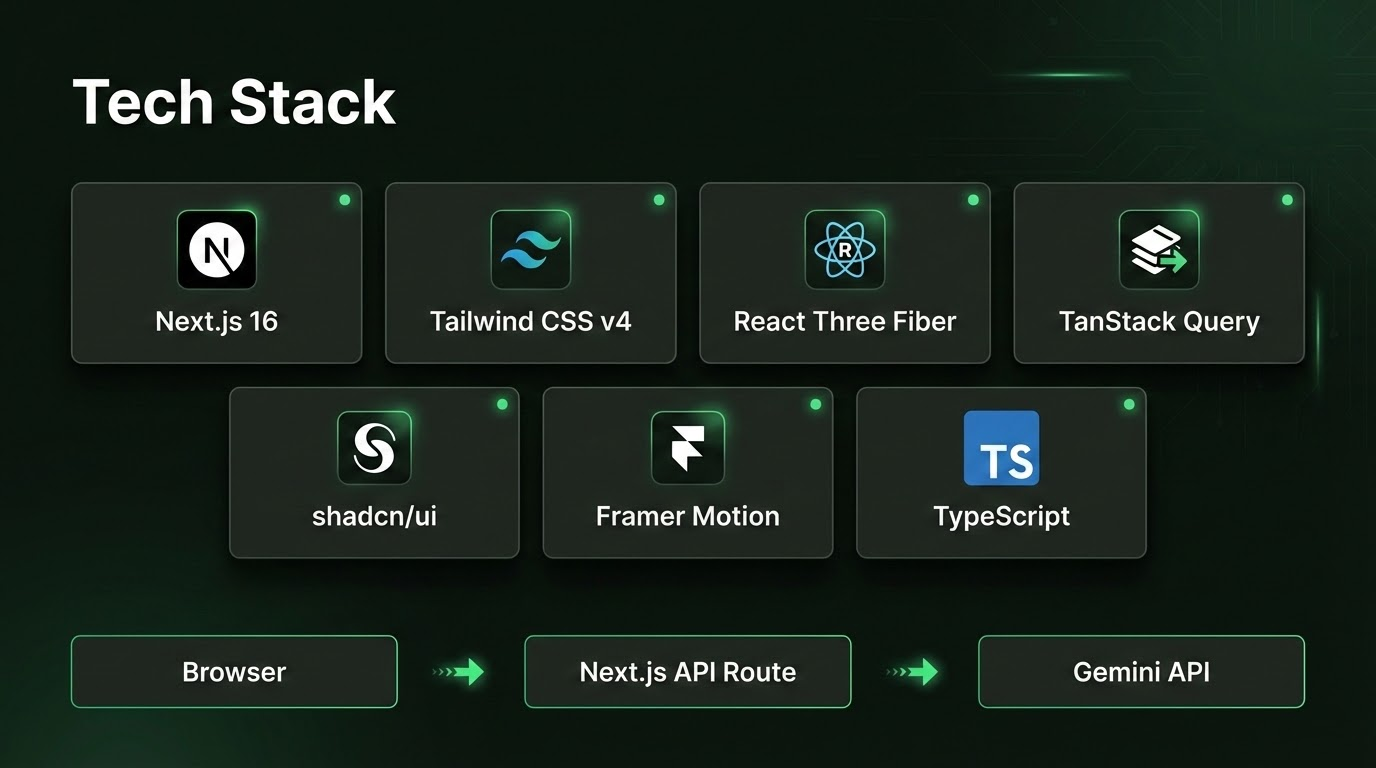 Tech Stack
N
Next.js 16
Tailwind CSS v4
R
React Three Fiber
TanStack Query
S
shadcn/ui
Framer Motion
TS
TypeScript
Browser
Next.js API Route
Gemini API